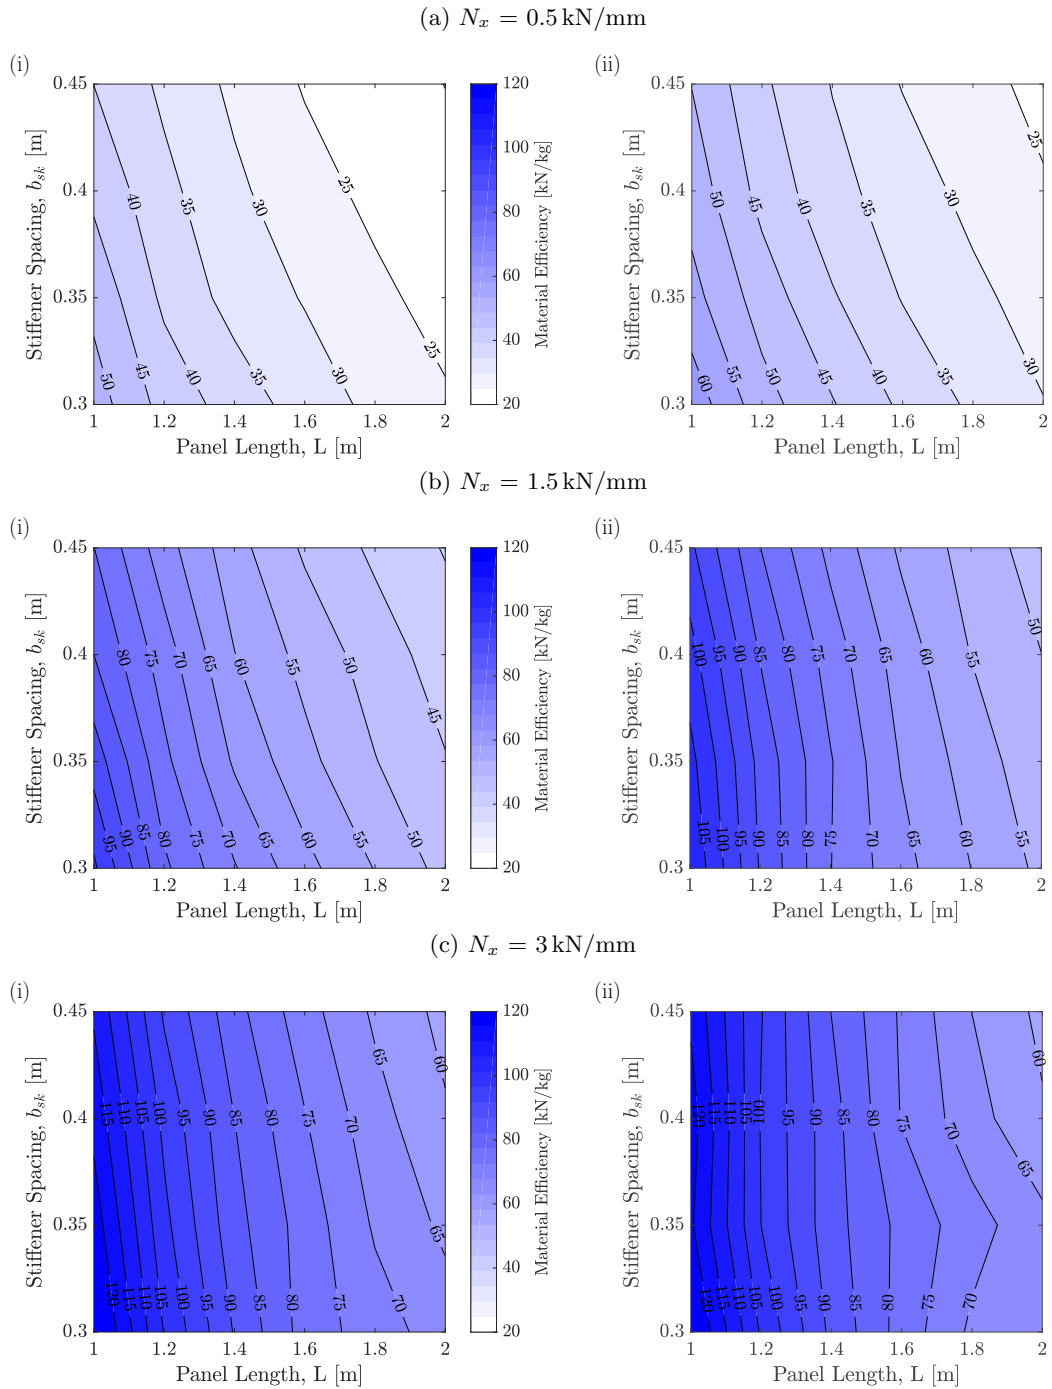 (a) Nₓ = 0.5 kN/mm
(i)
(ii)
0.45
0.4
0.35
0.3
Stiffener Spacing, b_sk [m]
50
45
40
40
35
35
30
30
25
25
1 1.2 1.4 1.6 1.8 2
Panel Length, L [m]
120
100
80
60
40
20
Material Efficiency [kN/kg]
0.45
0.4
0.35
0.3
Stiffener Spacing, b_sk [m]
60
55
50
50
45
45
40
40
35
35
30
30
25
1 1.2 1.4 1.6 1.8 2
Panel Length, L [m]
(b) Nₓ = 1.5 kN/mm
(i)
(ii)
0.45
0.4
0.35
0.3
Stiffener Spacing, b_sk [m]
80 75 70 65 60 55 50 45
95 90 85 80 75 70 65 60 55 50
1 1.2 1.4 1.6 1.8 2
Panel Length, L [m]
120
100
80
60
40
20
Material Efficiency [kN/kg]
0.45
0.4
0.35
0.3
Stiffener Spacing, b_sk [m]
100 95 90 85 80 75 70 65 60 55 50
105 100 95 90 85 80 75 70 65 60 55
1 1.2 1.4 1.6 1.8 2
Panel Length, L [m]
(c) Nₓ = 3 kN/mm
(i)
(ii)
0.45
0.4
0.35
0.3
Stiffener Spacing, b_sk [m]
115 110 105 100 95 90 85 80 75 70 65 60
120 115 110 105 100 95 90 85 80 75 70 65
1 1.2 1.4 1.6 1.8 2
Panel Length, L [m]
120
100
80
60
40
20
Material Efficiency [kN/kg]
0.45
0.4
0.35
0.3
Stiffener Spacing, b_sk [m]
120 115 110 105 100 95 90 85 80 75 70 65 60
120 115 110 105 100 95 90 85 80 75 70
1 1.2 1.4 1.6 1.8 2
Panel Length, L [m]